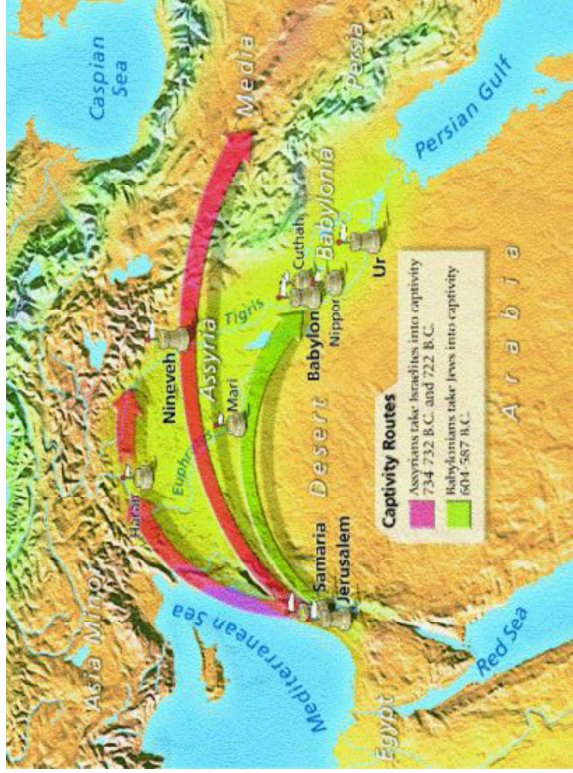 Caspian
Sea
Asia Minor
Media
Haran
Nineveh
Assyria
Persia
Mediterranean Sea
Mari
Tigris
Cuthah
Babylonia
Babylon
Nippor
Samaria
Jerusalem
Desert
Ur
Persian Gulf
Egypt
Red Sea
Arabia
Captivity Routes
Assyrians take Israelites into captivity
734-732 B.C. and 722 B.C.
Babylonians take Jews into captivity
604-587 B.C.